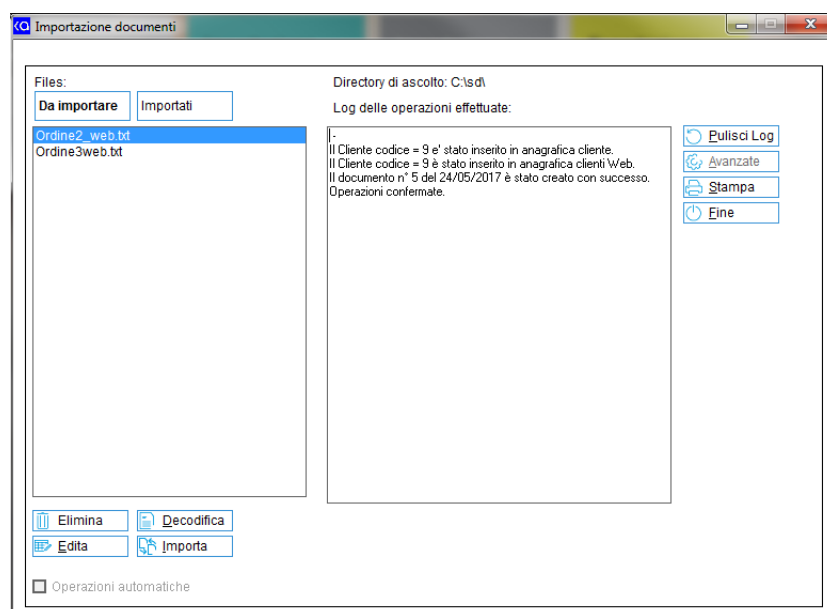 Importazione documenti
Files:
Da importare
Importati
Ordine2_web.txt
Ordine3web.txt
Directory di ascolto: C:\sd\
Log delle operazioni effettuate:
-
Il Cliente codice = 9 e' stato inserito in anagrafica cliente.
Il Cliente codice = 9 è stato inserito in anagrafica clienti Web.
Il documento n° 5 del 24/05/2017 è stato creato con successo.
Operazioni confermate.
Pulisci Log
Avanzate
Stampa
Fine
Elimina
Decodifica
Edita
Importa
Operazioni automatiche